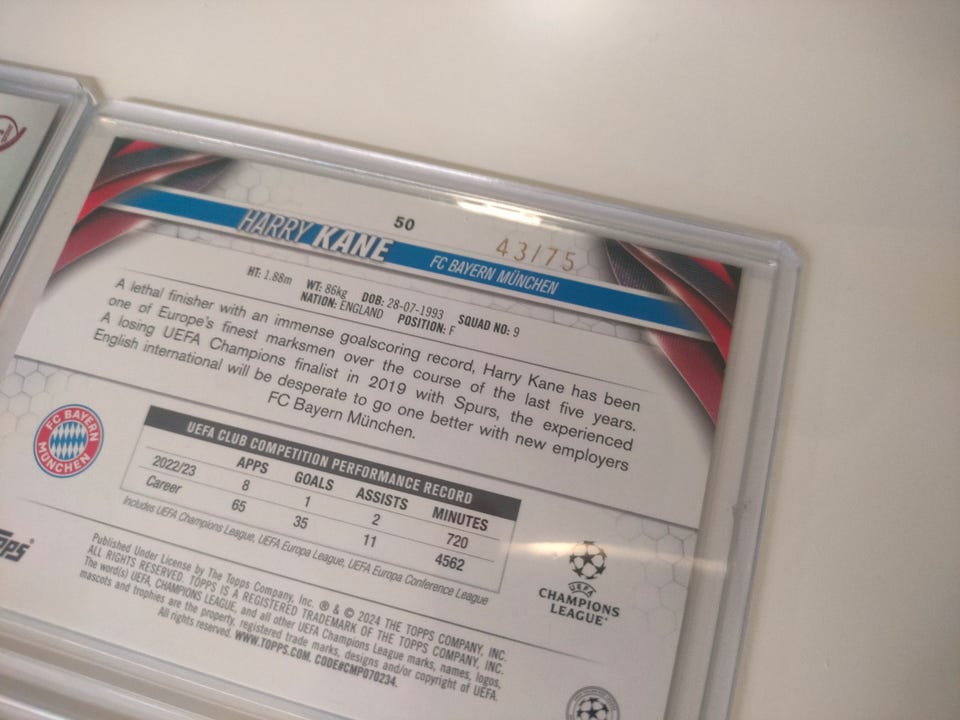 50
43/75
HARRY KANE
FC BAYERN MÜNCHEN
HT: 1.88m WT: 86kg DOB: 28-07-1993 SQUAD NO: 9
NATION: ENGLAND POSITION: F
A lethal finisher with an immense goalscoring record, Harry Kane has been
one of Europe's finest marksmen over the course of the last five years.
A losing UEFA Champions finalist in 2019 with Spurs, the experienced
English international will be desperate to go one better with new employers
FC Bayern München.
FC BAYERN
MÜNCHEN
UEFA CLUB COMPETITION PERFORMANCE RECORD
APPS GOALS ASSISTS MINUTES
2022/23 8 1 2 720
Career 65 35 11 4562
Includes UEFA Champions League, UEFA Europa League, UEFA Europa Conference League
UEFA
CHAMPIONS
LEAGUE
Published Under License by The Topps Company, Inc. ® & © 2024 THE TOPPS COMPANY, INC.
ALL RIGHTS RESERVED. TOPPS IS A REGISTERED TRADEMARK OF THE TOPPS COMPANY, INC.
The word(s) UEFA, CHAMPIONS LEAGUE, and all other UEFA Champions League marks, names, logos,
mascots and trophies are the property, registered trade marks, designs and/or copyright of UEFA.
All rights reserved. WWW.TOPPS.COM. CODE#CMP070234.